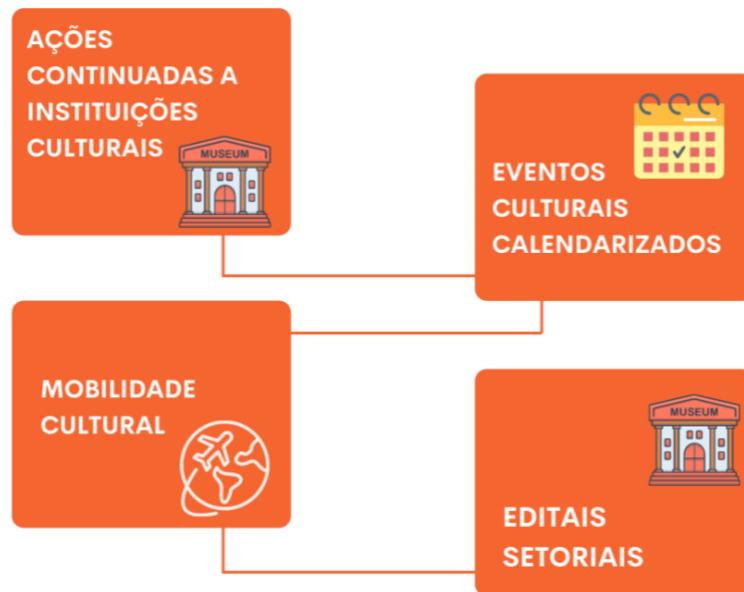 AÇÕES
CONTINUADAS A
INSTITUIÇÕES
CULTURAIS
MUSEUM
EVENTOS
CULTURAIS
CALENDARIZADOS
MOBILIDADE
CULTURAL
MUSEUM
EDITAIS
SETORIAIS